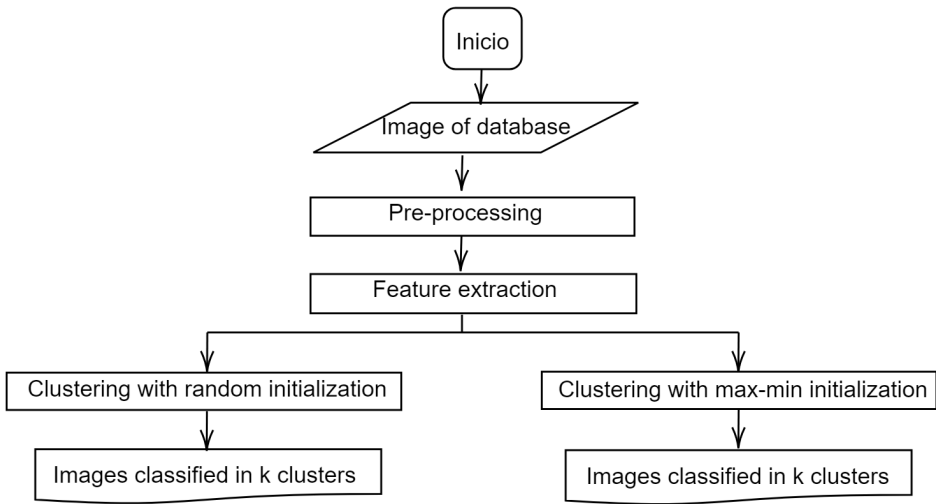 Inicio
Image of database
Pre-processing
Feature extraction
Clustering with random initialization
Clustering with max-min initialization
Images classified in k clusters
Images classified in k clusters